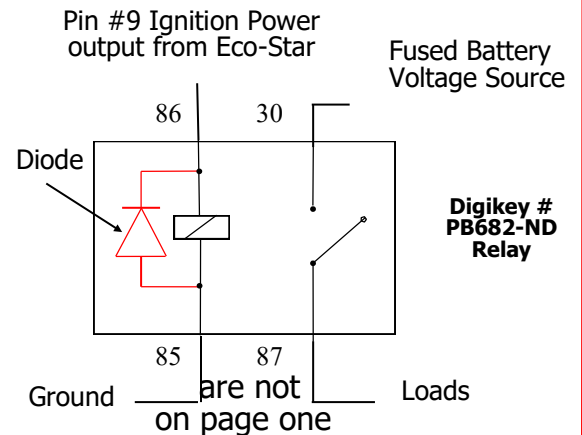 Pin #9 Ignition Power
output from Eco-Star
Fused Battery
Voltage Source
86
30
Diode
Digikey #
PB682-ND
Relay
85
87
Ground
are not
on page one
Loads